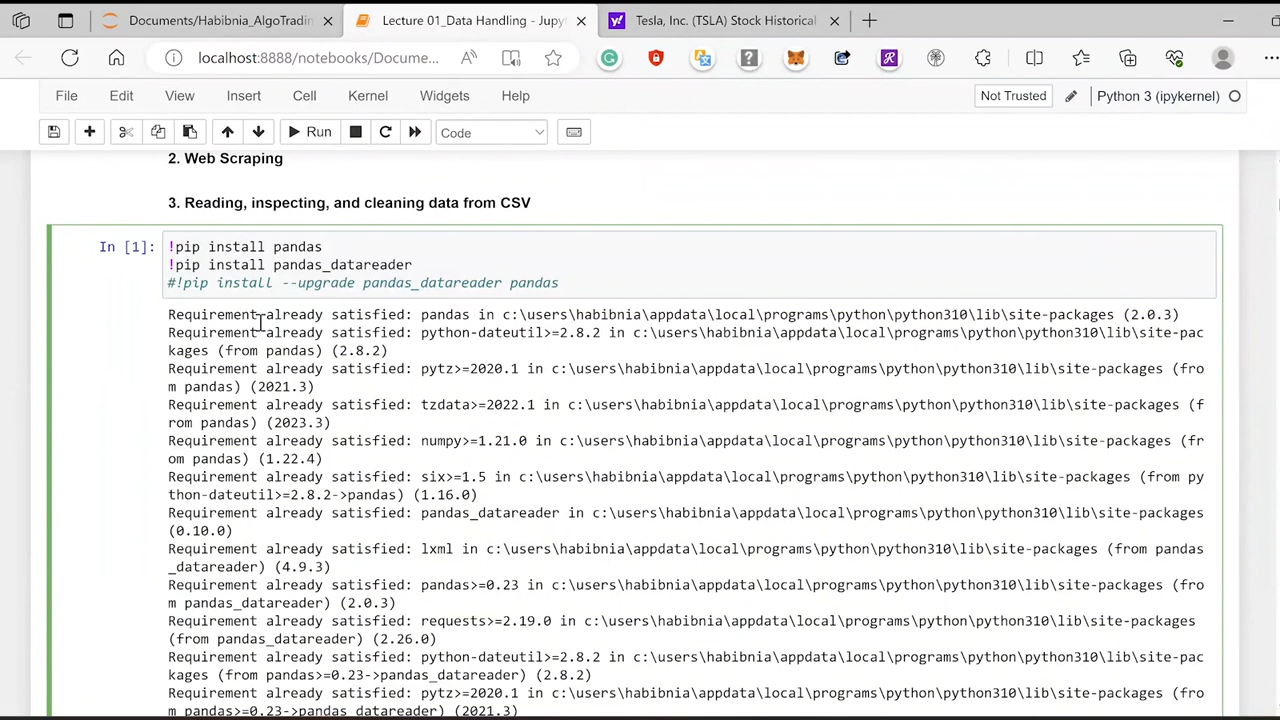 Documents/Habibnia_AlgoTradin
Lecture 01_Data Handling - Jupyt
Tesla, Inc. (TSLA) Stock Historical
localhost:8888/notebooks/Docume...
File Edit View Insert Cell Kernel Widgets Help Not Trusted Python 3 (ipykernel)
Run Code
2. Web Scraping
3. Reading, inspecting, and cleaning data from CSV
In [1]: !pip install pandas
!pip install pandas_datareader
#!pip install --upgrade pandas_datareader pandas
Requirement already satisfied: pandas in c:\users\habibnia\appdata\local\programs\python\python310\lib\site-packages (2.0.3)
Requirement already satisfied: python-dateutil>=2.8.2 in c:\users\habibnia\appdata\local\programs\python\python310\lib\site-pac
kages (from pandas) (2.8.2)
Requirement already satisfied: pytz>=2020.1 in c:\users\habibnia\appdata\local\programs\python\python310\lib\site-packages (fro
m pandas) (2021.3)
Requirement already satisfied: tzdata>=2022.1 in c:\users\habibnia\appdata\local\programs\python\python310\lib\site-packages (f
rom pandas) (2023.3)
Requirement already satisfied: numpy>=1.21.0 in c:\users\habibnia\appdata\local\programs\python\python310\lib\site-packages (fr
om pandas) (1.22.4)
Requirement already satisfied: six>=1.5 in c:\users\habibnia\appdata\local\programs\python\python310\lib\site-packages (from py
thon-dateutil>=2.8.2->pandas) (1.16.0)
Requirement already satisfied: pandas_datareader in c:\users\habibnia\appdata\local\programs\python\python310\lib\site-packages
(0.10.0)
Requirement already satisfied: lxml in c:\users\habibnia\appdata\local\programs\python\python310\lib\site-packages (from pandas
_datareader) (4.9.3)
Requirement already satisfied: pandas>=0.23 in c:\users\habibnia\appdata\local\programs\python\python310\lib\site-packages (fro
m pandas_datareader) (2.0.3)
Requirement already satisfied: requests>=2.19.0 in c:\users\habibnia\appdata\local\programs\python\python310\lib\site-packages
(from pandas_datareader) (2.26.0)
Requirement already satisfied: python-dateutil>=2.8.2 in c:\users\habibnia\appdata\local\programs\python\python310\lib\site-pac
kages (from pandas>=0.23->pandas_datareader) (2.8.2)
Requirement already satisfied: pytz>=2020.1 in c:\users\habibnia\appdata\local\programs\python\python310\lib\site-packages (fro
m pandas>=0.23->pandas_datareader) (2021.3)